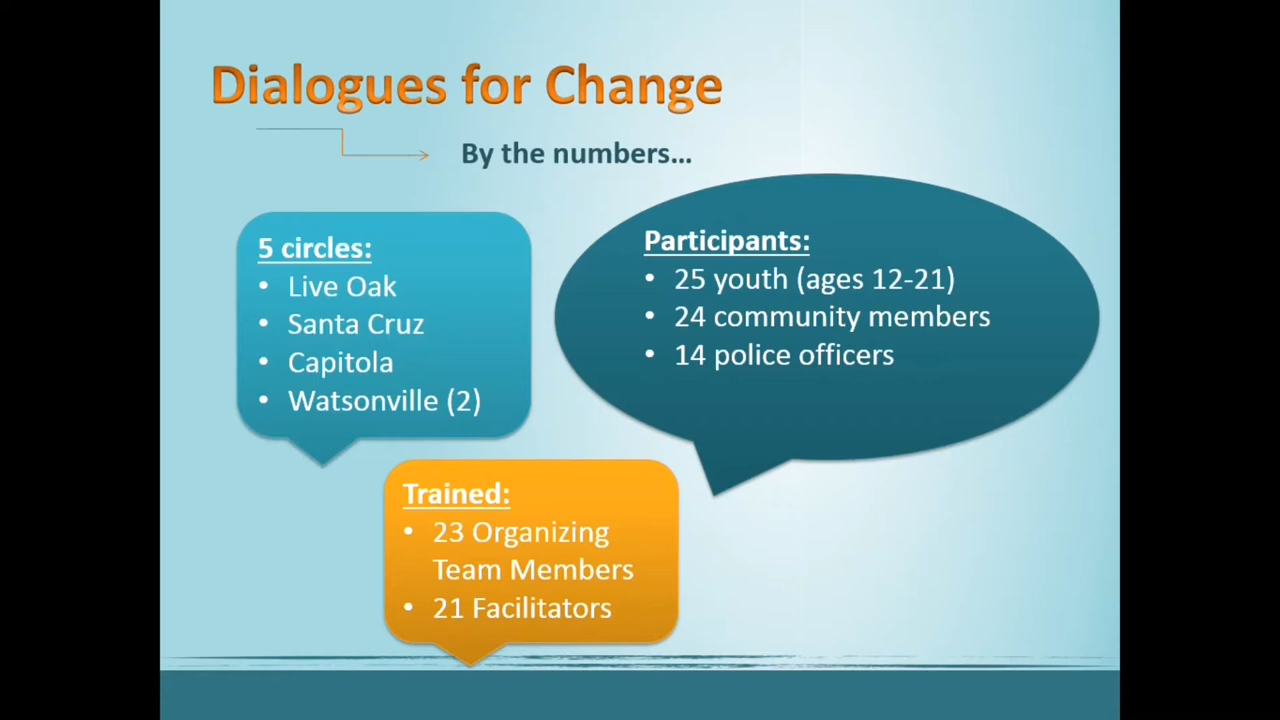 Dialogues for Change
By the numbers...
5 circles:
• Live Oak
• Santa Cruz
• Capitola
• Watsonville (2)
Participants:
• 25 youth (ages 12-21)
• 24 community members
• 14 police officers
Trained:
• 23 Organizing
Team Members
• 21 Facilitators